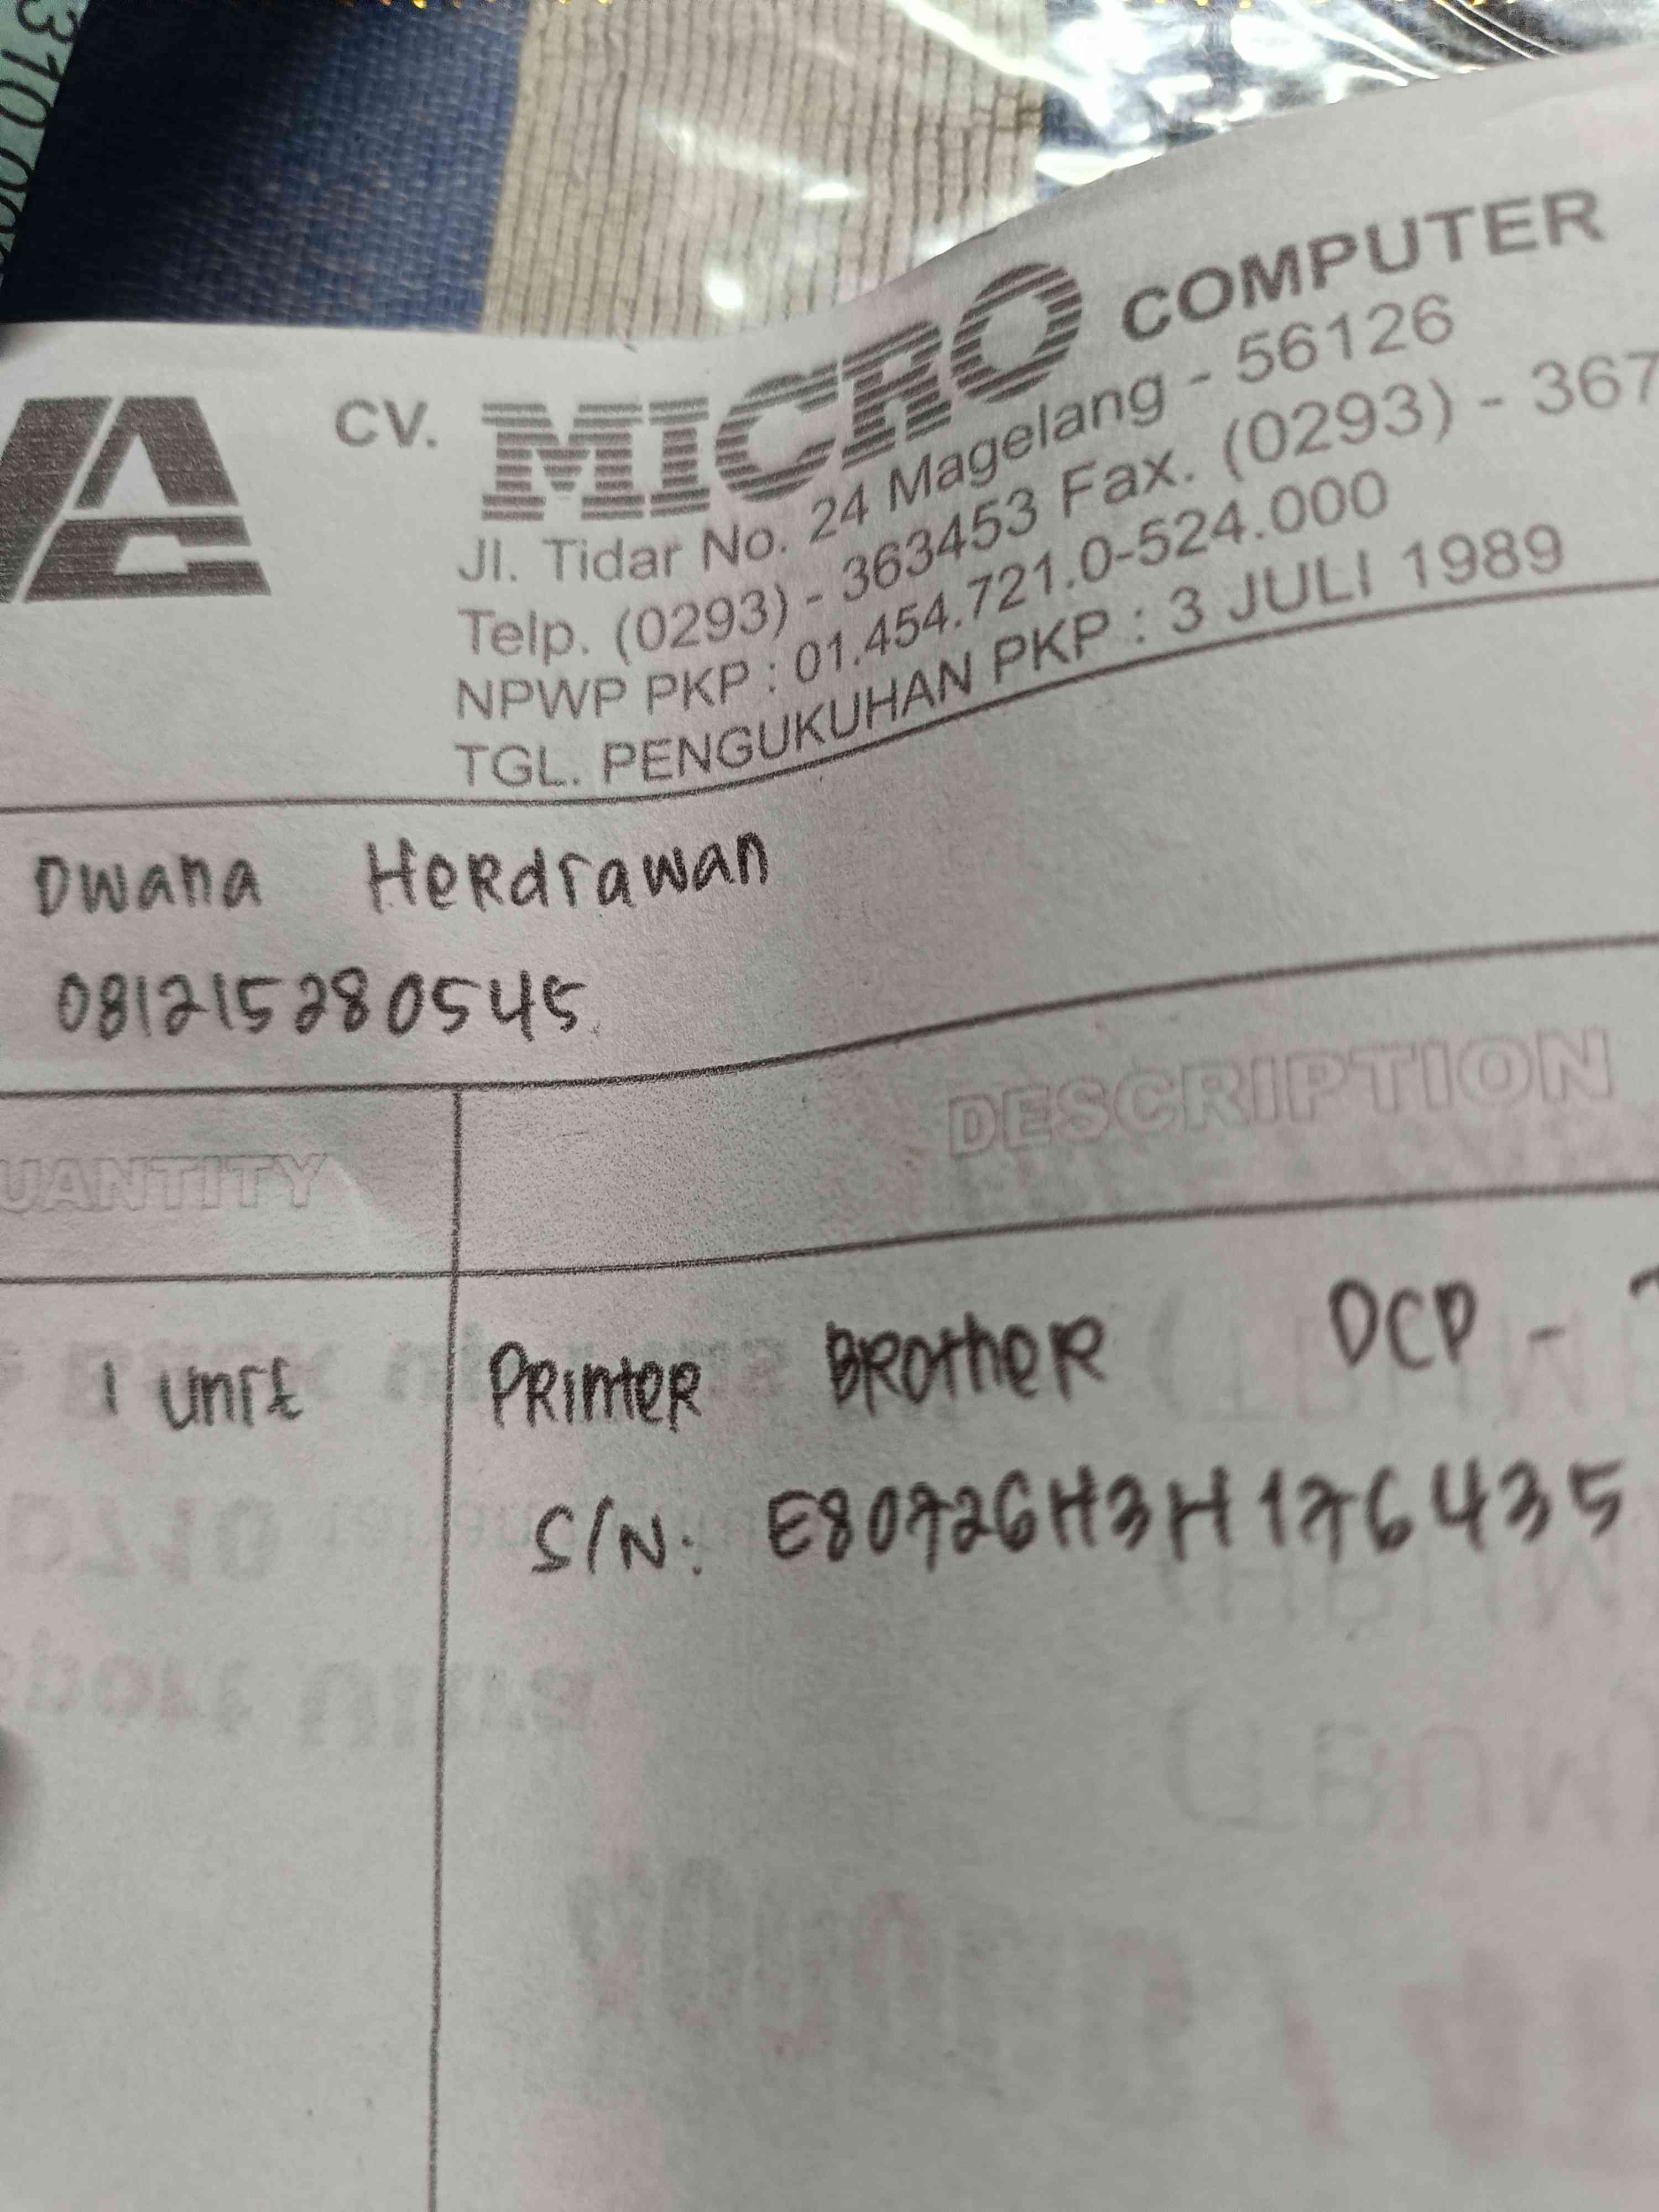 3101.00
CV. MICRO COMPUTER
Jl. Tidar No. 24 Magelang - 56126
Telp. (0293) - 363453 Fax. (0293) - 367
NPWP PKP : 01.454.721.0-524.000
TGL. PENGUKUHAN PKP : 3 JULI 1989
Dwana Herdrawan
081215280545
UANTITY DESCRIPTION
1 unit Printer Brother DCP -
S/N: E80726H3H176435